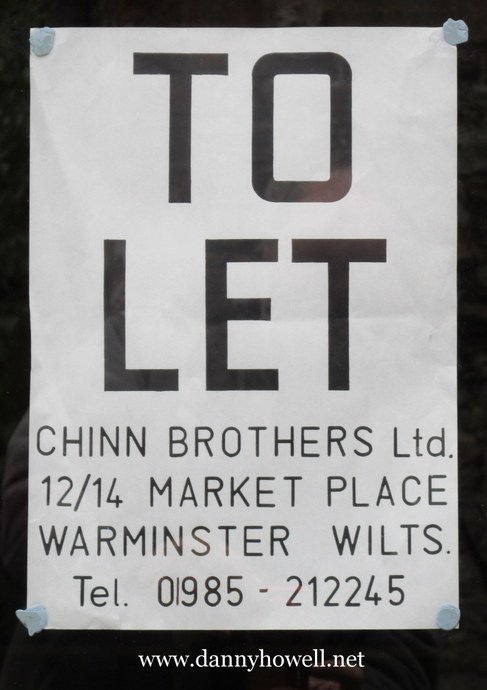 TO
LET
CHINN BROTHERS Ltd.
12/14 MARKET PLACE
WARMINSTER WILTS.
Tel. 01985 - 212245
www.dannyhowell.net